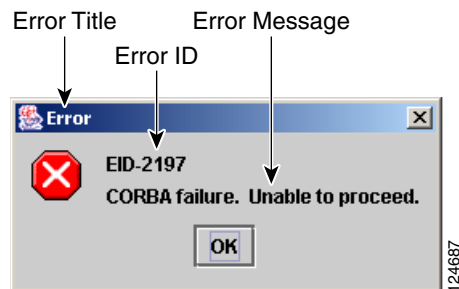 Error Title
Error Message
Error ID
Error
EID-2197
CORBA failure. Unable to proceed.
OK
124687